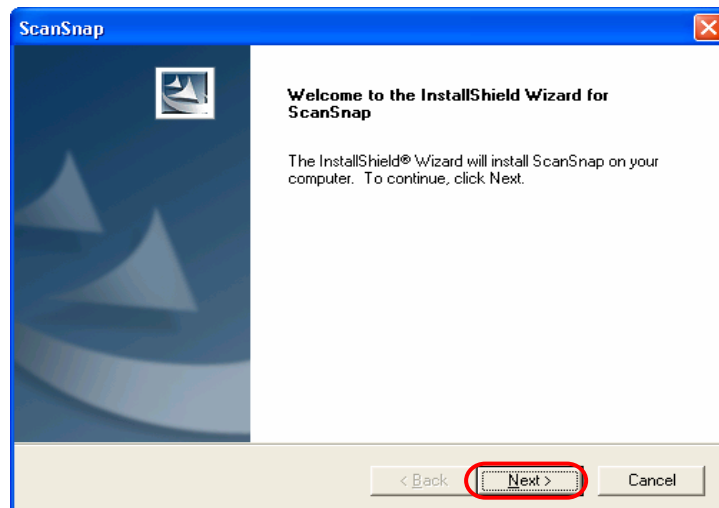 ScanSnap
Welcome to the InstallShield Wizard for
ScanSnap
The InstallShield® Wizard will install ScanSnap on your
computer. To continue, click Next.
< Back
Next >
Cancel